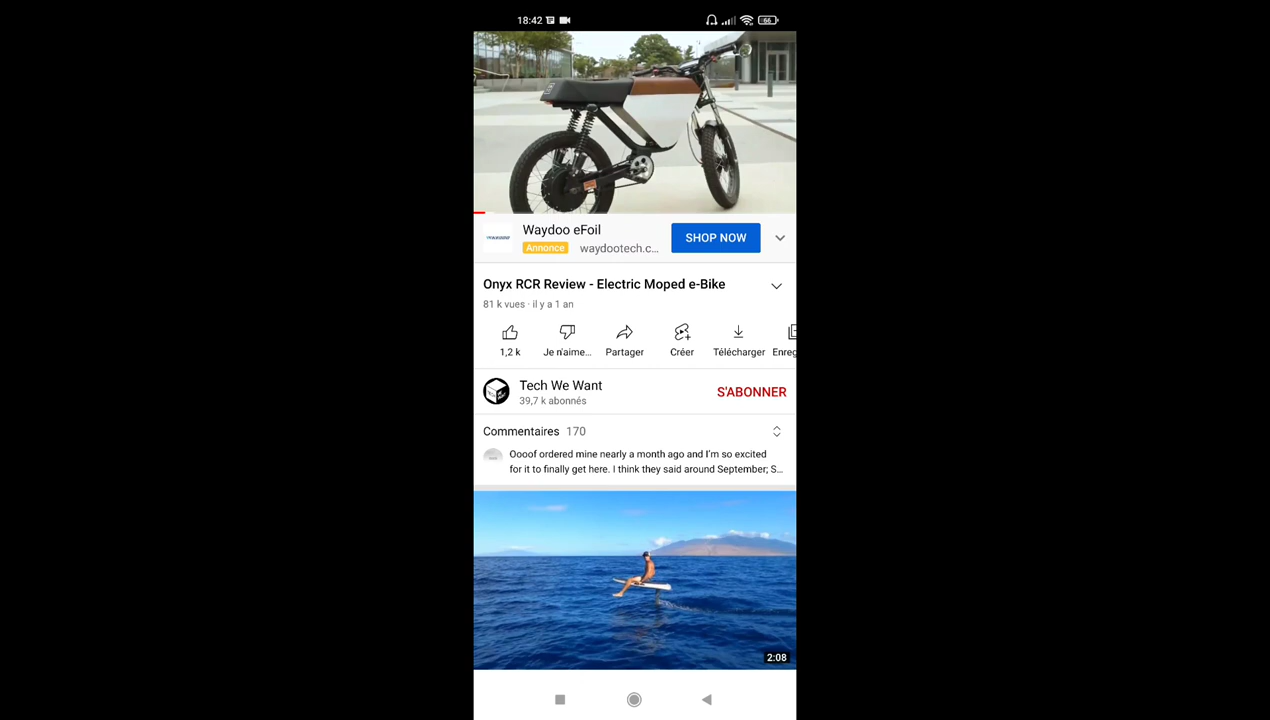 18:42
66
Waydoo eFoil
Annonce waydootech.c...
SHOP NOW
Onyx RCR Review - Electric Moped e-Bike
81 k vues · il y a 1 an
1,2 k Je n'aime... Partager Créer Télécharger Enreg
Tech We Want
39,7 k abonnés
S'ABONNER
Commentaires 170
Oooof ordered mine nearly a month ago and I'm so excited
for it to finally get here. I think they said around September; S...
2:08